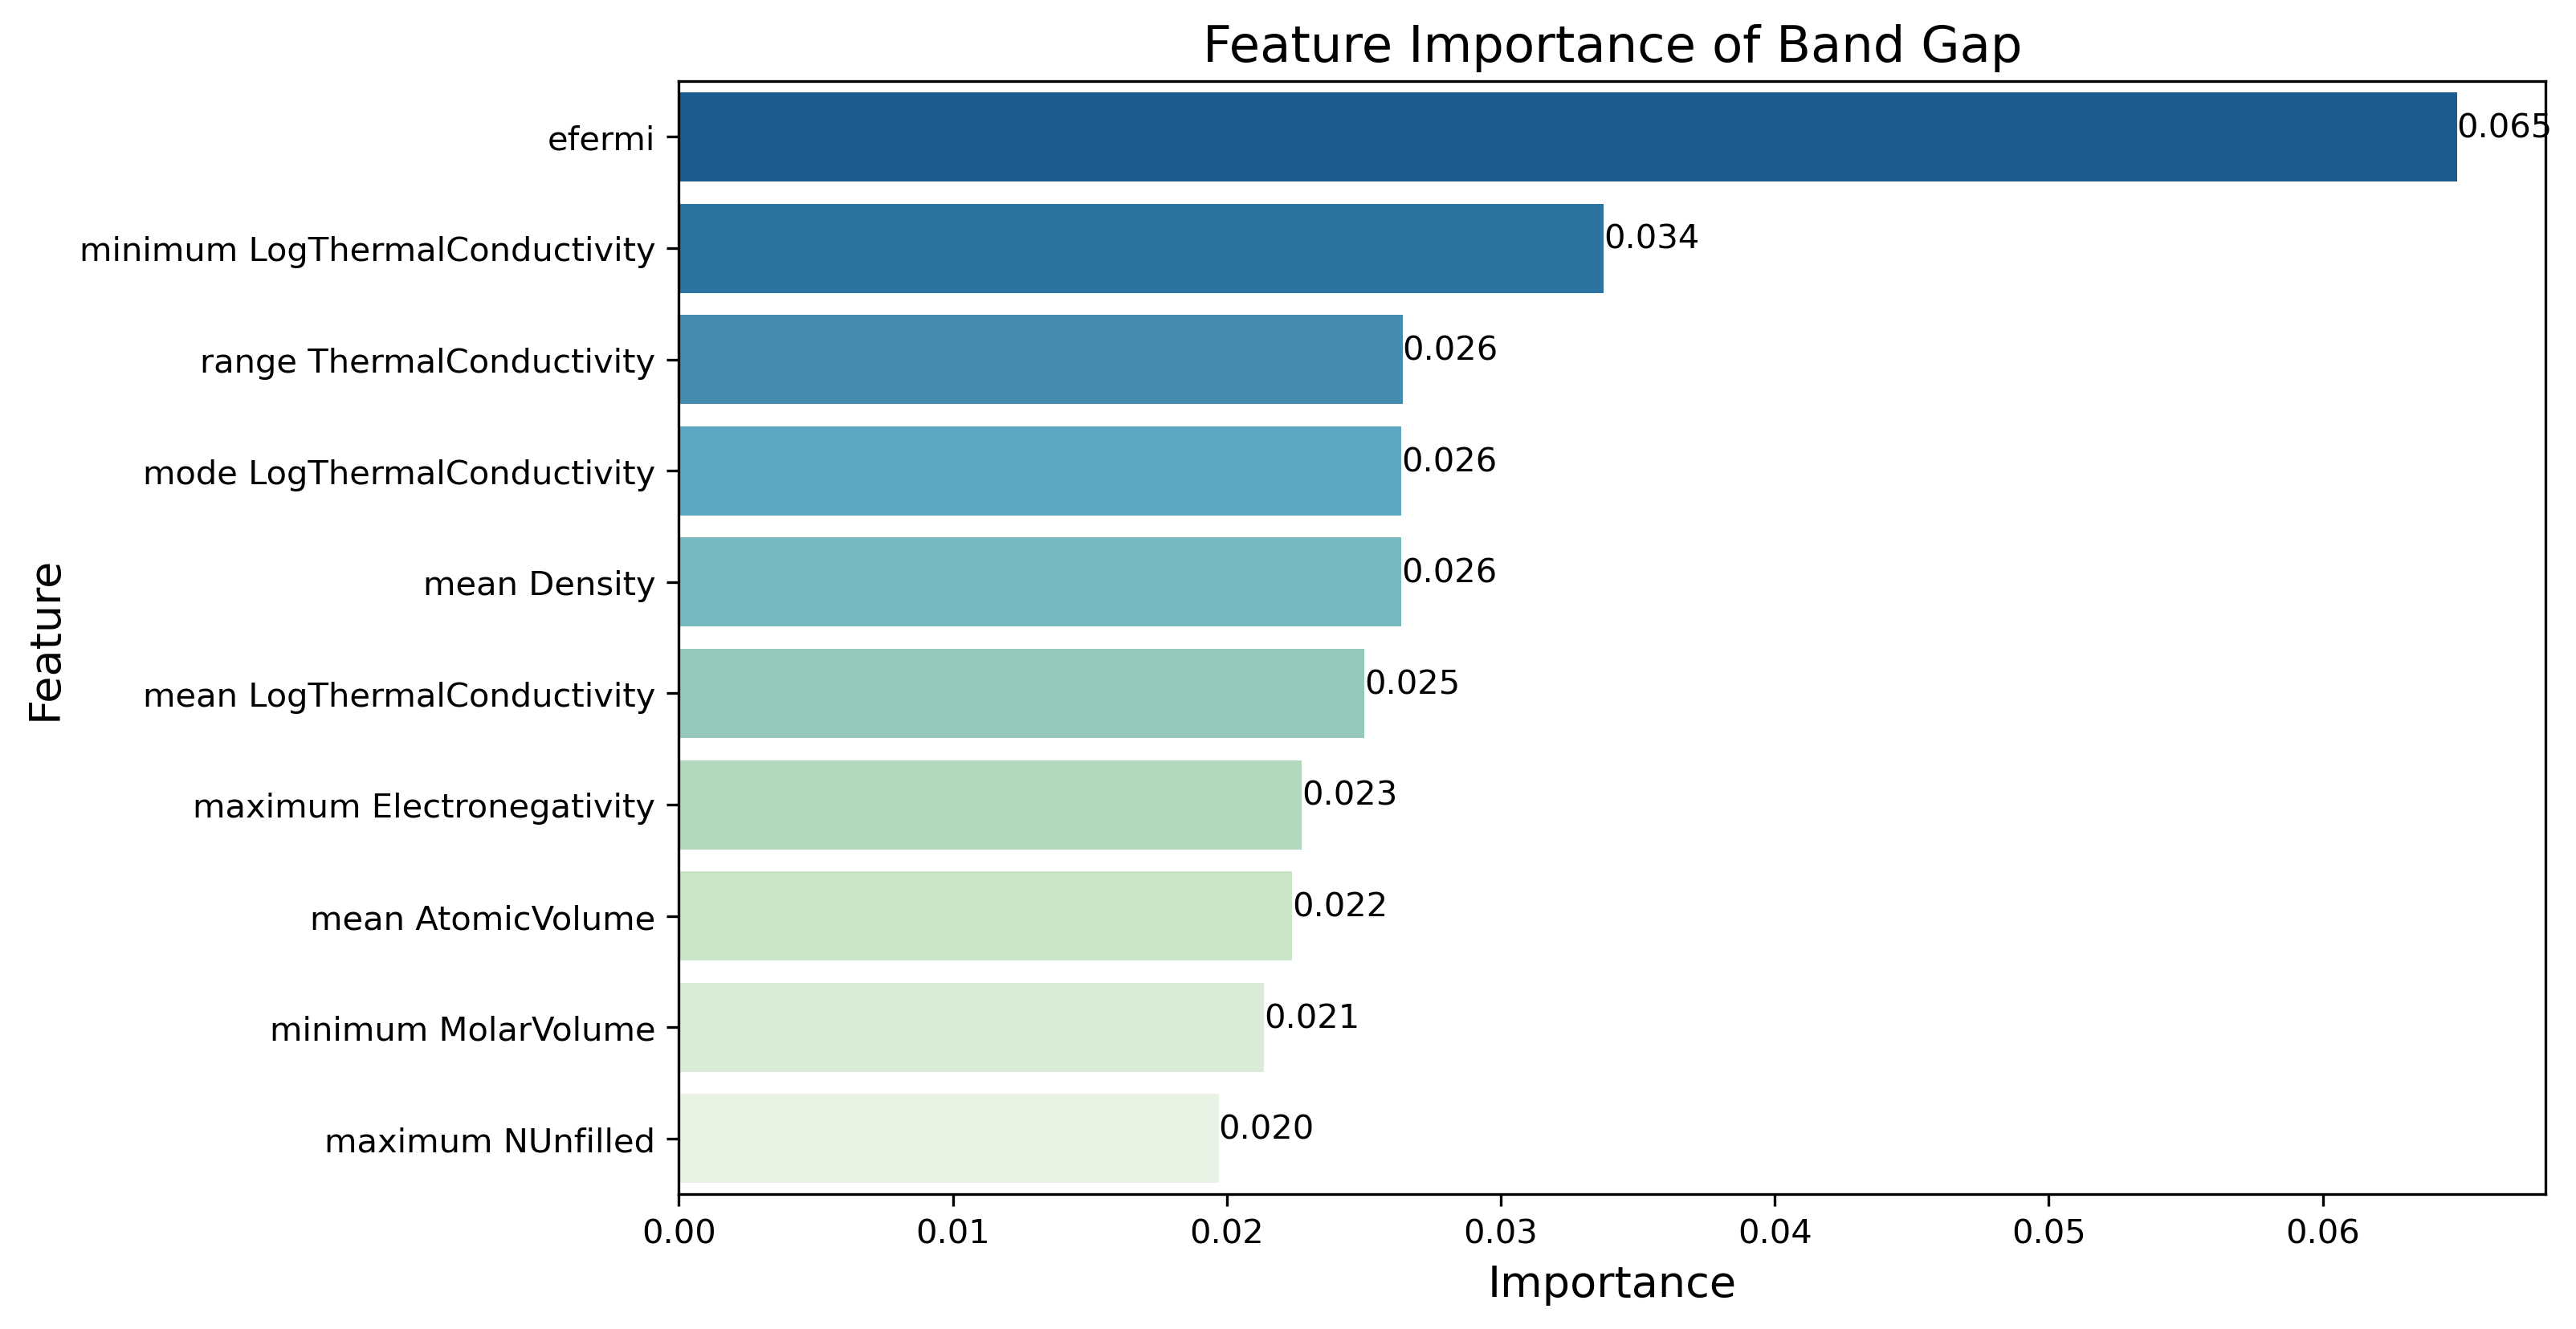 Feature Importance of Band Gap
Feature
efermi 0.065
minimum LogThermalConductivity 0.034
range ThermalConductivity 0.026
mode LogThermalConductivity 0.026
mean Density 0.026
mean LogThermalConductivity 0.025
maximum Electronegativity 0.023
mean AtomicVolume 0.022
minimum MolarVolume 0.021
maximum NUnfilled 0.020
0.00 0.01 0.02 0.03 0.04 0.05 0.06
Importance